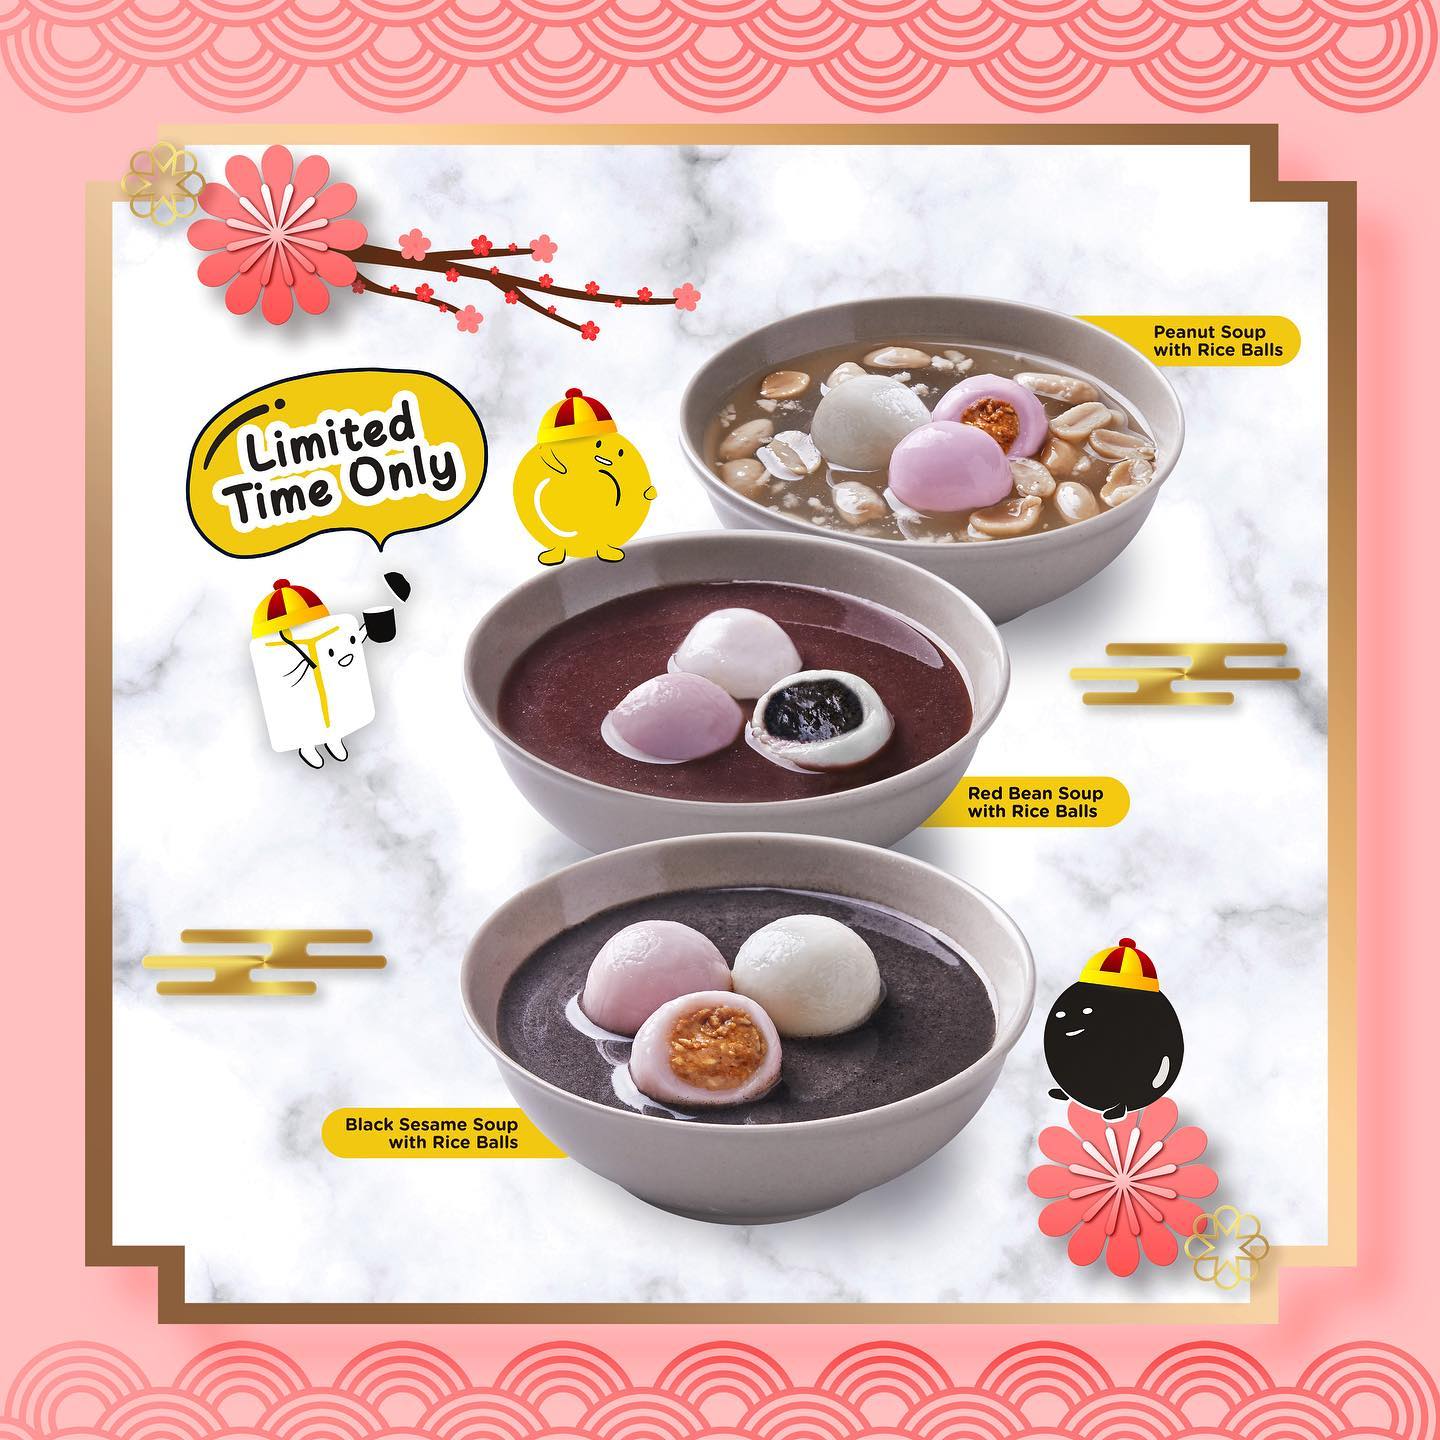 Limited
Time Only
Peanut Soup
with Rice Balls
Red Bean Soup
with Rice Balls
Black Sesame Soup
with Rice Balls